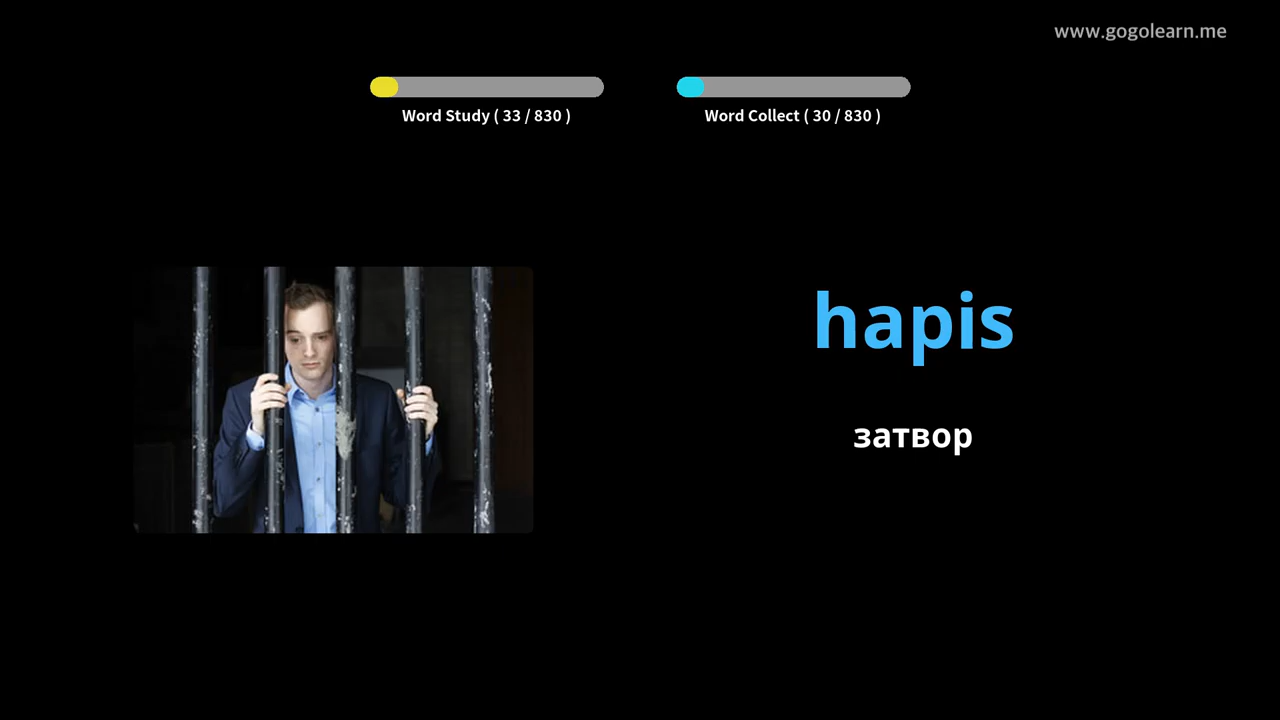 www.gogolearn.me
Word Study ( 33 / 830 )
Word Collect ( 30 / 830 )
hapis
затвор